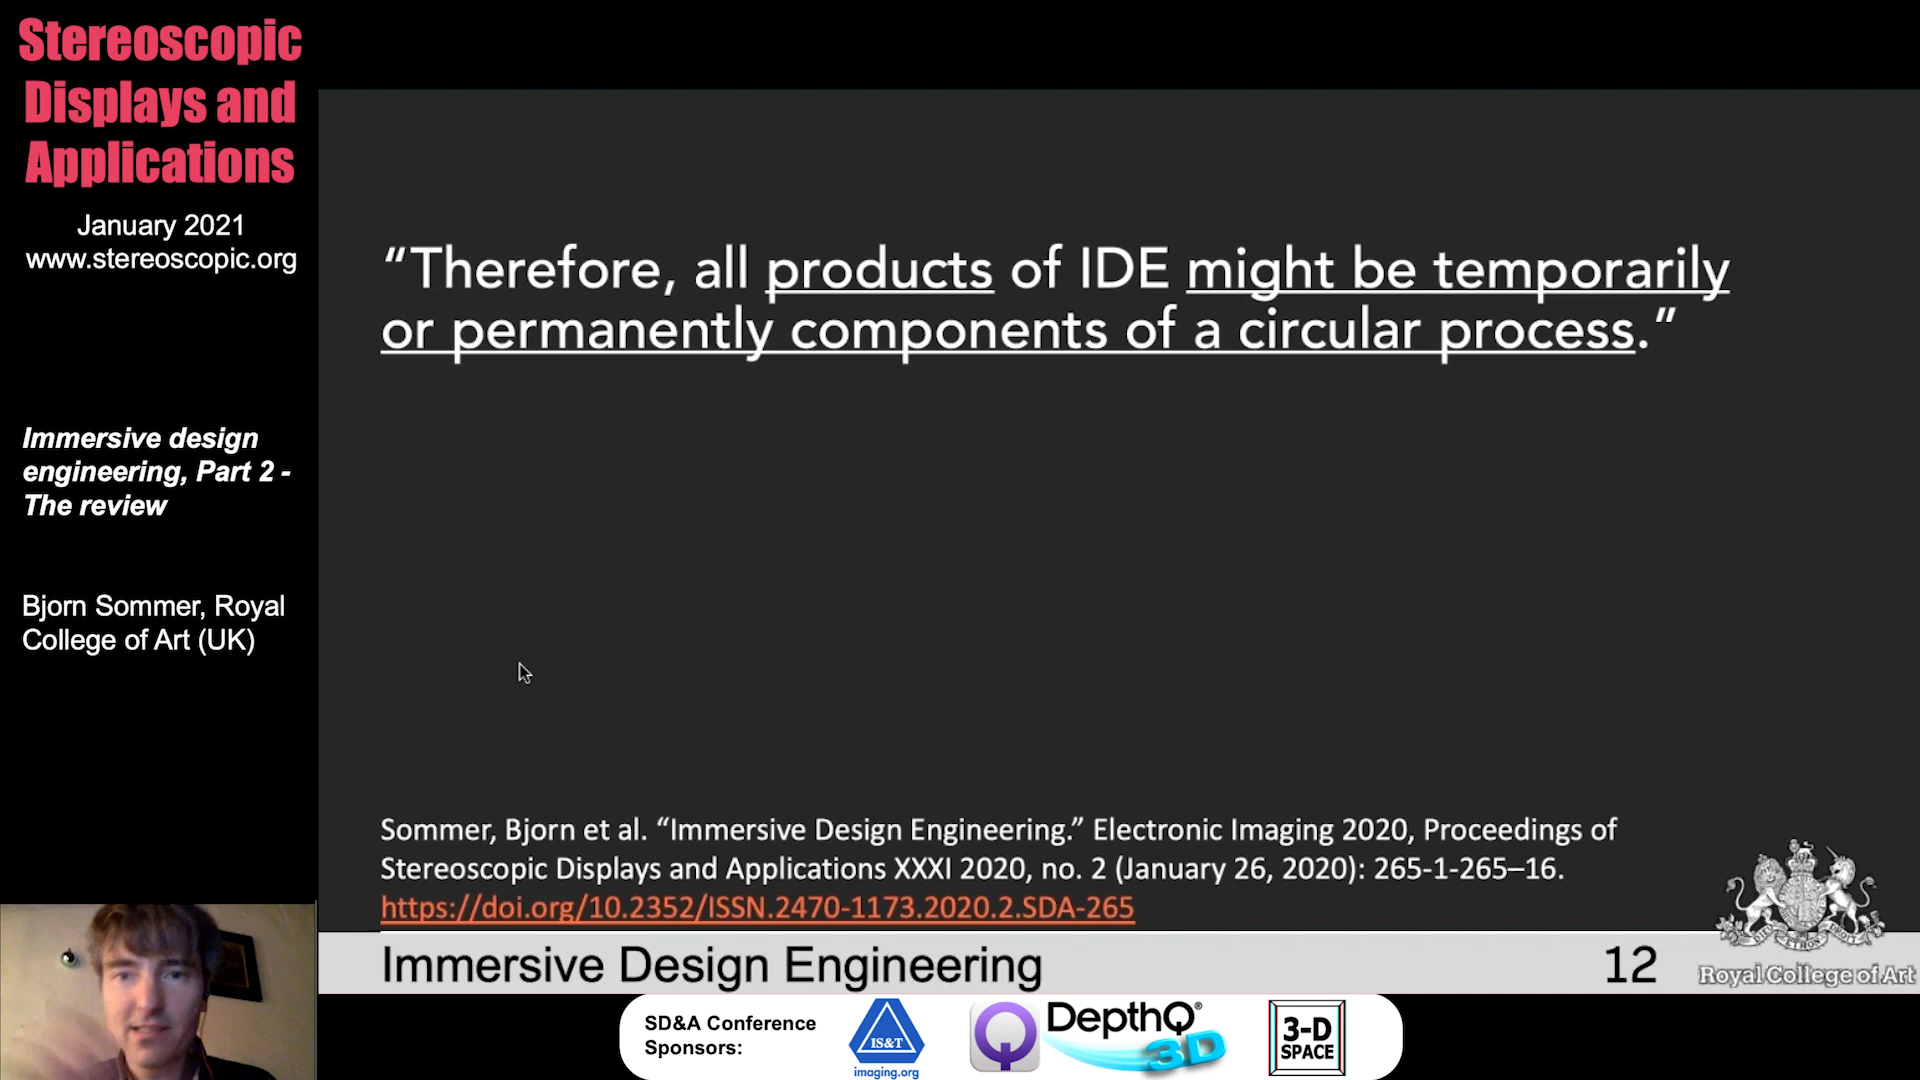 Stereoscopic
Displays and
Applications
January 2021
www.stereoscopic.org
Immersive design
engineering, Part 2 -
The review
Bjorn Sommer, Royal
College of Art (UK)
“Therefore, all products of IDE might be temporarily
or permanently components of a circular process.”
Sommer, Bjorn et al. “Immersive Design Engineering.” Electronic Imaging 2020, Proceedings of
Stereoscopic Displays and Applications XXXI 2020, no. 2 (January 26, 2020): 265-1-265–16.
https://doi.org/10.2352/ISSN.2470-1173.2020.2.SDA-265
Immersive Design Engineering
12
Royal College of Art
SD&A Conference
Sponsors:
IS&T
imaging.org
DepthQ®
3D
3-D
SPACE